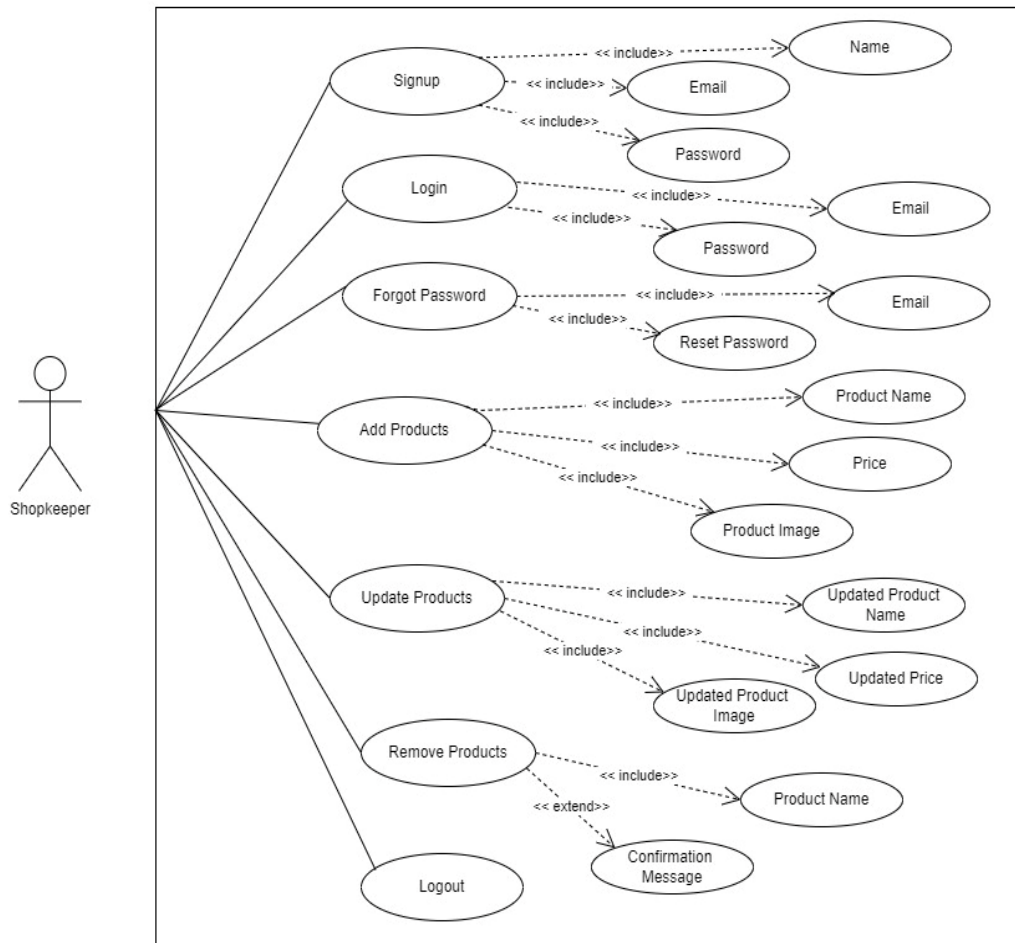 Name
<< include>>
Signup
<< include>>
Email
<< include>>
Password
Login
<< include>>
Email
<< include>>
Password
Forgot Password
<< include>>
Email
<< include>>
Reset Password
Product Name
<< include>>
Add Products
<< include>>
Price
<< include>>
Product Image
Shopkeeper
<< include>>
Updated Product
Name
Update Products
<< include>>
<< include>>
Updated Price
Updated Product
Image
Remove Products
<< include>>
Product Name
<< extend>>
Confirmation
Message
Logout